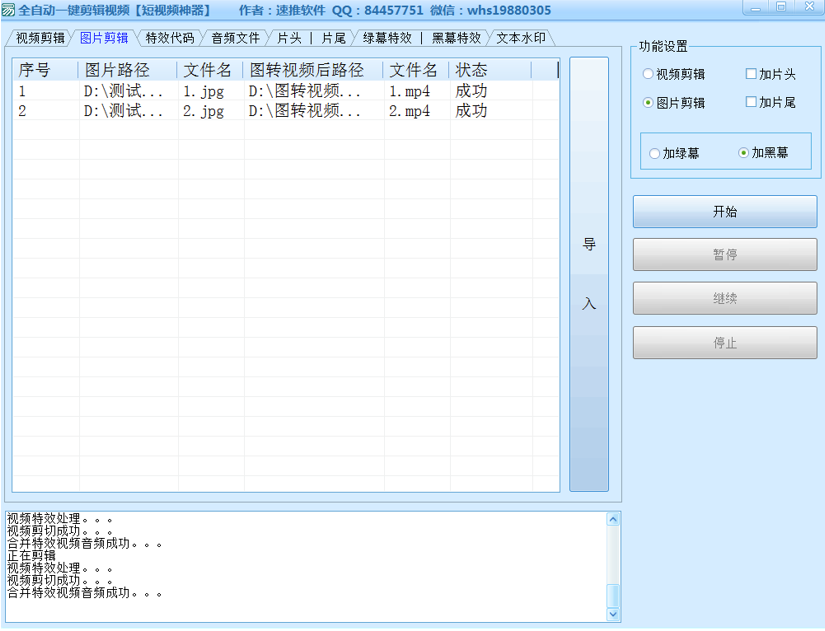 全自动一键剪辑视频【短视频神器】 作者：速推软件 QQ：84457751 微信：whs19880305
视频剪辑 图片剪辑 特效代码 音频文件 片头 | 片尾 绿幕特效 | 黑幕特效 文本水印
序号 图片路径 文件名 图转视频后路径 文件名 状态
1 D:\测试... 1.jpg D:\图转视频... 1.mp4 成功
2 D:\测试... 2.jpg D:\图转视频... 2.mp4 成功
导
入
功能设置
视频剪辑 加片头
图片剪辑 加片尾
加绿幕 加黑幕
开始
暂停
继续
停止
视频特效处理。。。
视频剪切成功。。。
合并特效视频音频成功。。。
正在剪辑
视频特效处理。。。
视频剪切成功。。。
合并特效视频音频成功。。。